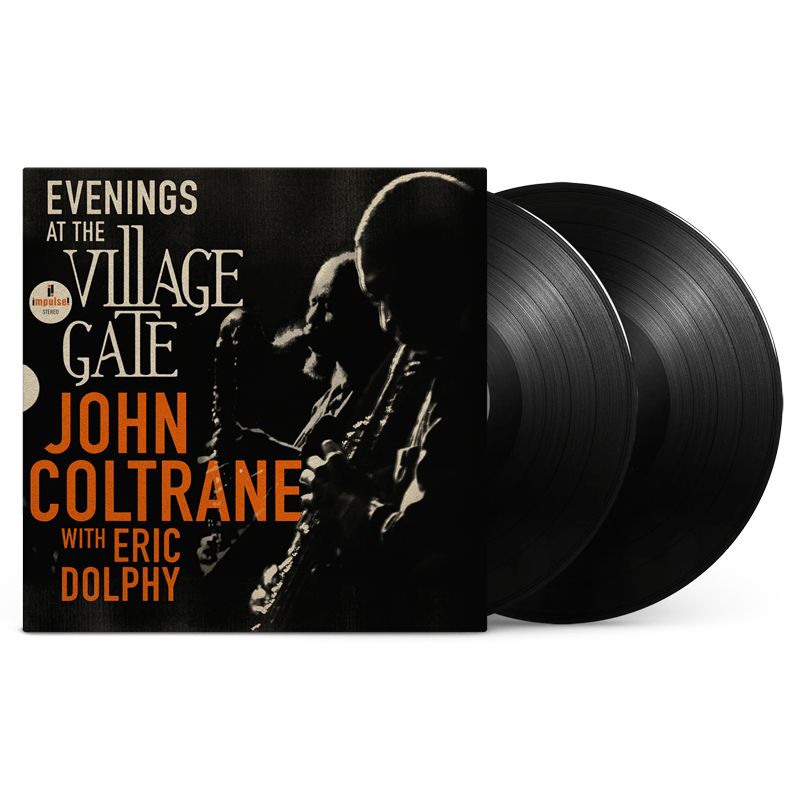 EVENINGS
AT THE
VILLAGE
GATE
impulse!
STEREO
JOHN
COLTRANE
WITH ERIC
DOLPHY